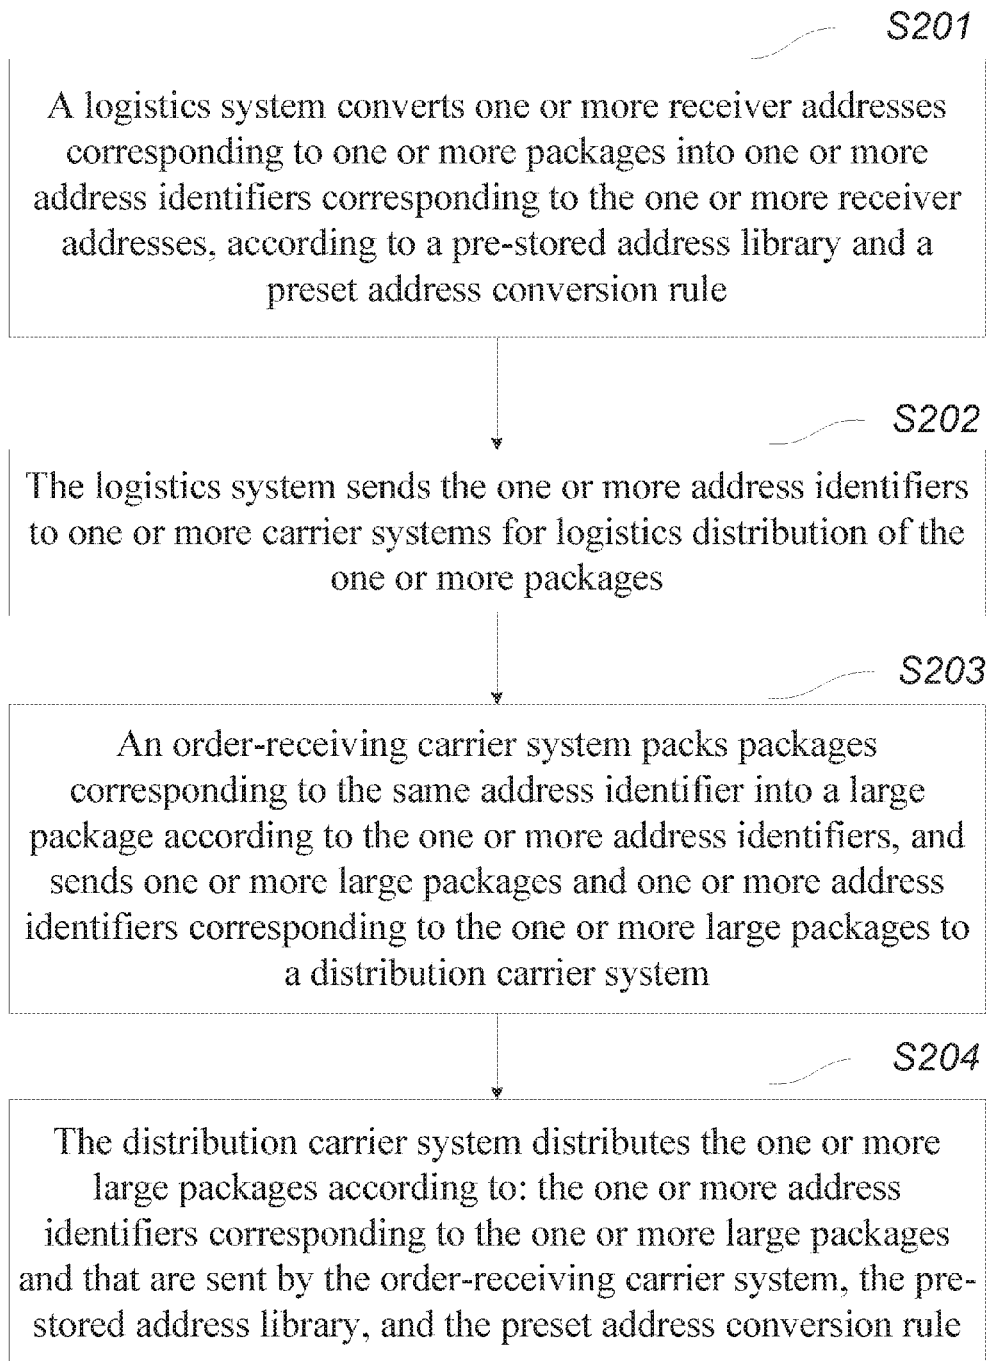 S201
A logistics system converts one or more receiver addresses
corresponding to one or more packages into one or more
address identifiers corresponding to the one or more receiver
addresses, according to a pre-stored address library and a
preset address conversion rule
S202
The logistics system sends the one or more address identifiers
to one or more carrier systems for logistics distribution of the
one or more packages
S203
An order-receiving carrier system packs packages
corresponding to the same address identifier into a large
package according to the one or more address identifiers, and
sends one or more large packages and one or more address
identifiers corresponding to the one or more large packages to
a distribution carrier system
S204
The distribution carrier system distributes the one or more
large packages according to: the one or more address
identifiers corresponding to the one or more large packages
and that are sent by the order-receiving carrier system, the pre-
stored address library, and the preset address conversion rule